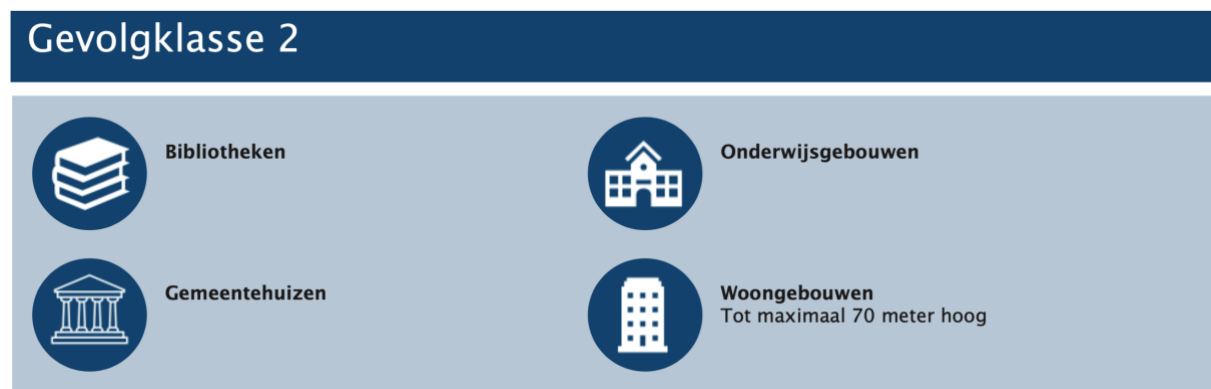 Gevolgklasse 2
Bibliotheken
Onderwijsgebouwen
Gemeentehuizen
Woongebouwen
Tot maximaal 70 meter hoog